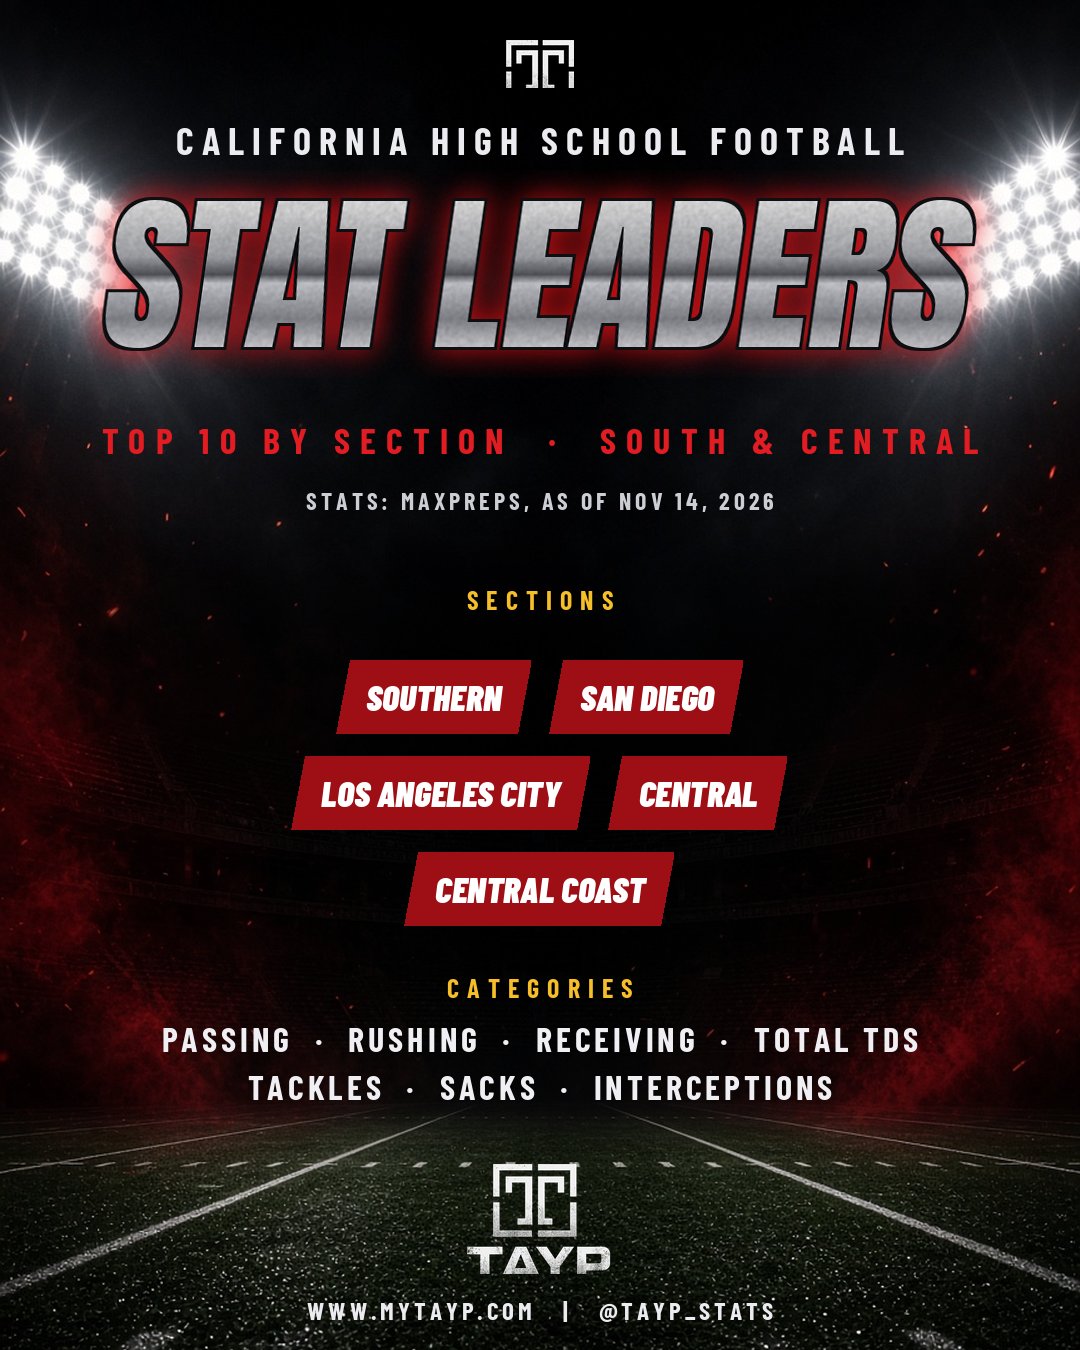 CALIFORNIA HIGH SCHOOL FOOTBALL
STAT LEADERS
TOP 10 BY SECTION · SOUTH & CENTRAL
STATS: MAXPREPS, AS OF NOV 14, 2026
SECTIONS
SOUTHERN SAN DIEGO
LOS ANGELES CITY CENTRAL
CENTRAL COAST
CATEGORIES
PASSING · RUSHING · RECEIVING · TOTAL TDS
TACKLES · SACKS · INTERCEPTIONS
TAYP
WWW.MYTAYP.COM | @TAYP_STATS